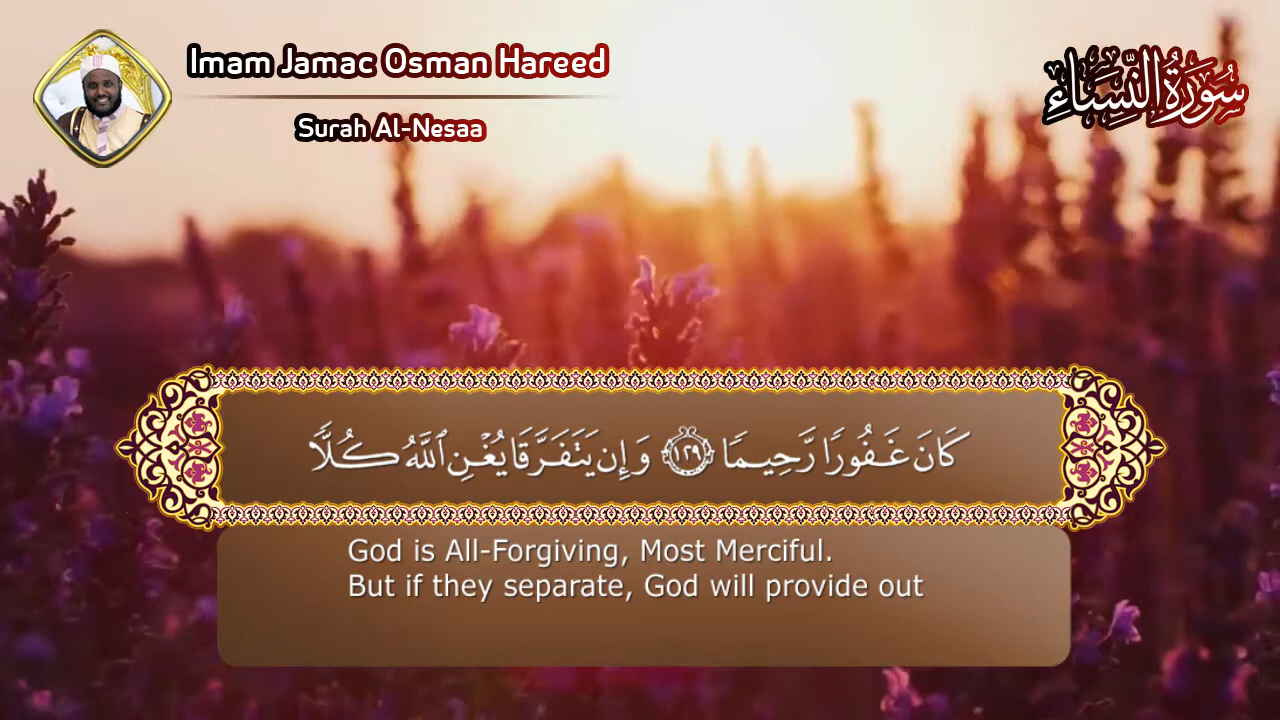 Imam Jamac Osman Hareed
Surah Al-Nesaa
سُورَةُ النِّسَاءِ
كَانَ غَفُورًا رَّحِيمًا ١٢٩ وَإِن يَتَفَرَّقَا يُغْنِ ٱللَّهُ كُلًّا
God is All-Forgiving, Most Merciful.
But if they separate, God will provide out